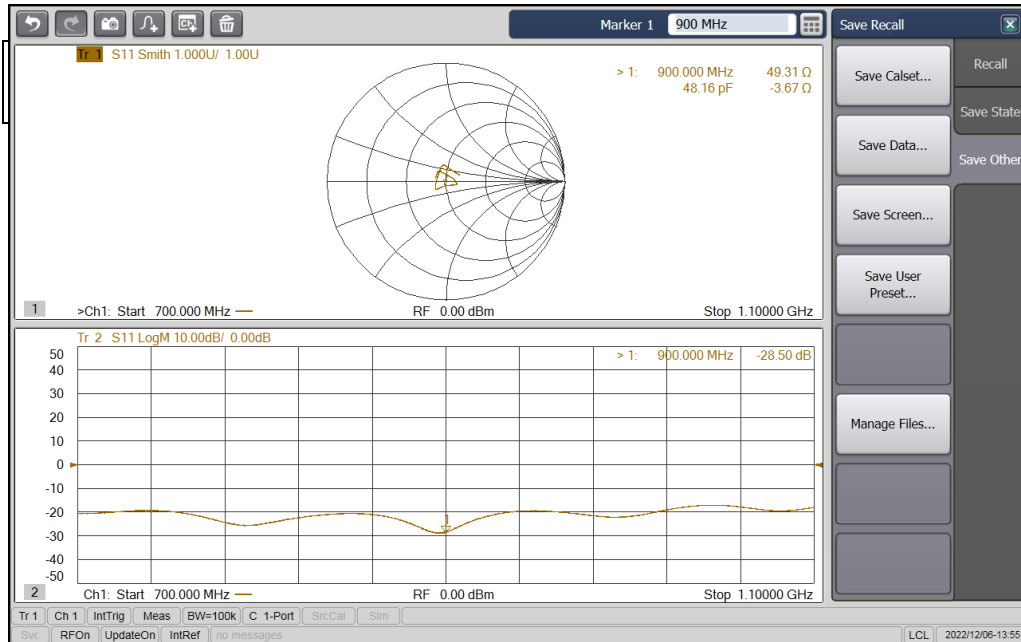 Marker 1 900 MHz
Save Recall
Tr 1 S11 Smith 1.000U/ 1.00U
> 1: 900.000 MHz 49.31 Ω
48.16 pF -3.67 Ω
1
>Ch1: Start 700.000 MHz RF 0.00 dBm Stop 1.10000 GHz
Tr 2 S11 LogM 10.00dB/ 0.00dB
> 1: 900.000 MHz -28.50 dB
50
40
30
20
10
0
-10
-20
-30
-40
-50
1
2
Ch1: Start 700.000 MHz RF 0.00 dBm Stop 1.10000 GHz
Save Calset...
Save Data...
Save Screen...
Save User
Preset...
Manage Files...
Recall
Save State
Save Other
Tr 1 Ch 1 IntTrig Meas BW=100k C 1-Port SrcCal Sim
Svc RFOn UpdateOn IntRef no messages LCL 2022/12/06-13:55